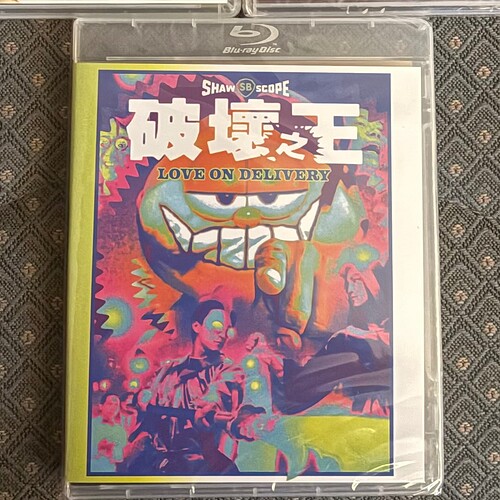 Blu-ray Disc
SHAW SB SCOPE
破壞之王
LOVE ON DELIVERY